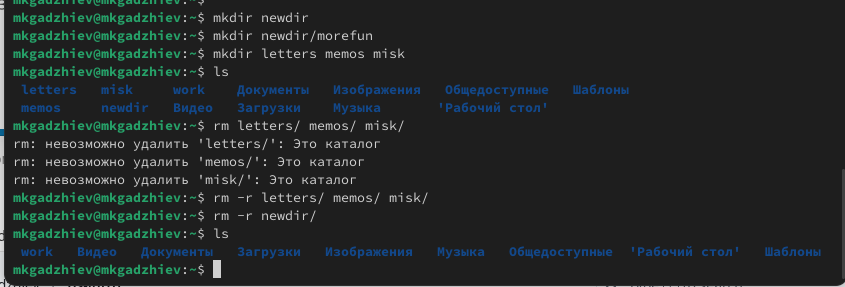 mkgadzhiev@mkgadzhiev:~$ mkdir newdir
mkgadzhiev@mkgadzhiev:~$ mkdir newdir/morefun
mkgadzhiev@mkgadzhiev:~$ mkdir letters memos misk
mkgadzhiev@mkgadzhiev:~$ ls
letters misk work Документы Изображения Общедоступные Шаблоны
memos newdir Видео Загрузки Музыка 'Рабочий стол'
mkgadzhiev@mkgadzhiev:~$ rm letters/ memos/ misk/
rm: невозможно удалить 'letters/': Это каталог
rm: невозможно удалить 'memos/': Это каталог
rm: невозможно удалить 'misk/': Это каталог
mkgadzhiev@mkgadzhiev:~$ rm -r letters/ memos/ misk/
mkgadzhiev@mkgadzhiev:~$ rm -r newdir/
mkgadzhiev@mkgadzhiev:~$ ls
work Видео Документы Загрузки Изображения Музыка Общедоступные 'Рабочий стол' Шаблоны
mkgadzhiev@mkgadzhiev:~$